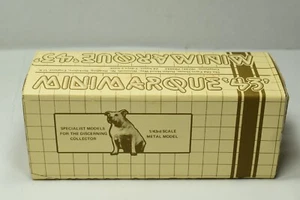 MINIMARQUE '43'
MINIMARQUE '43'
SPECIALIST MODELS
FOR THE DISCERNING
COLLECTOR
1/43rd SCALE
METAL MODEL